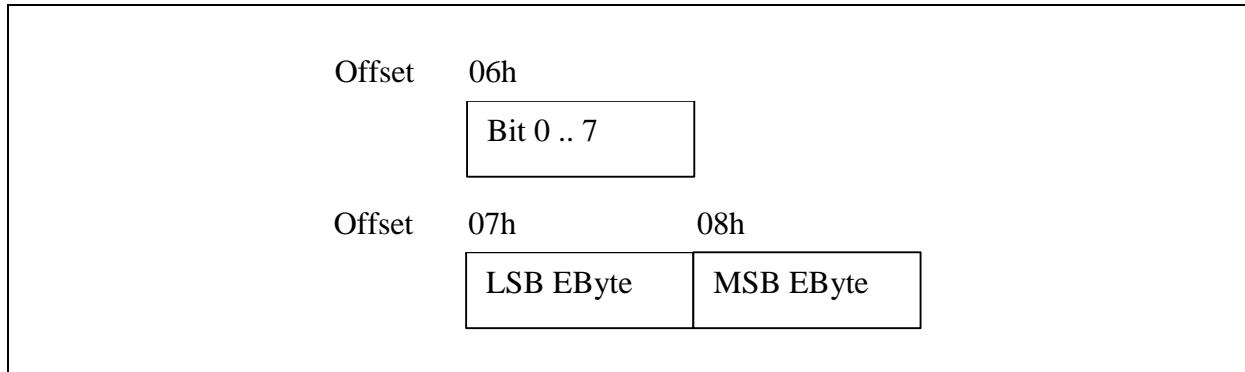 Offset 06h
Bit 0 .. 7
Offset 07h 08h
LSB EByte MSB EByte